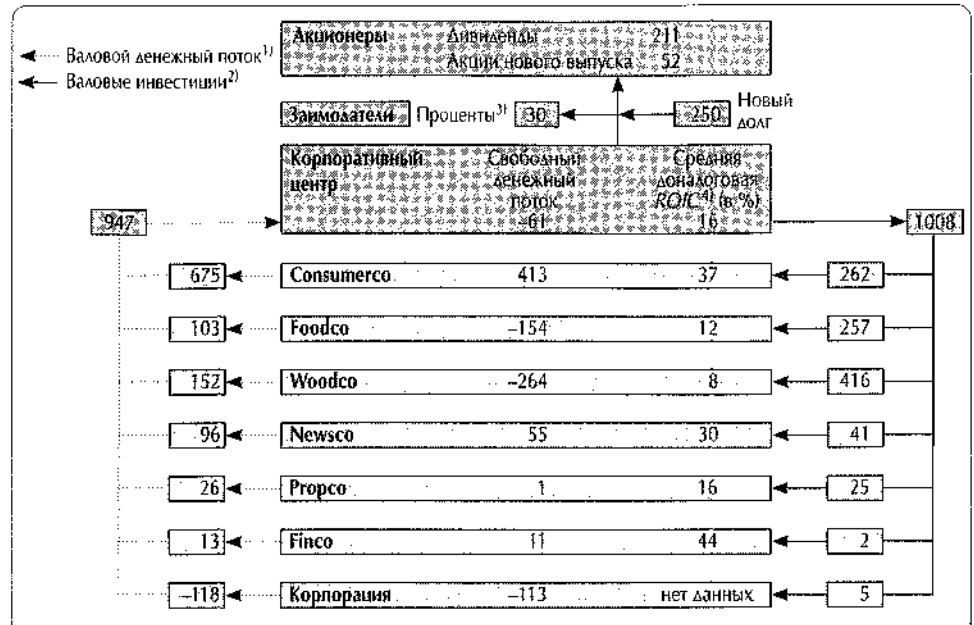 Акционеры Дивиденды 211
Акции нового выпуска 52
Валовой денежный поток1)
Валовые инвестиции2)
Заимодатели Проценты3) 30 250 Новый долг
Корпоративный центр
Свободный денежный поток
Средняя доналоговая ROIC4) (в %)
947 –61 16 1008
675 Consumerco 413 37 262
103 Foodco –154 12 257
152 Woodco –264 8 416
96 Newsco 55 30 41
26 Propco 1 16 25
13 Finco 11 44 2
–118 Корпорация –113 нет данных 5